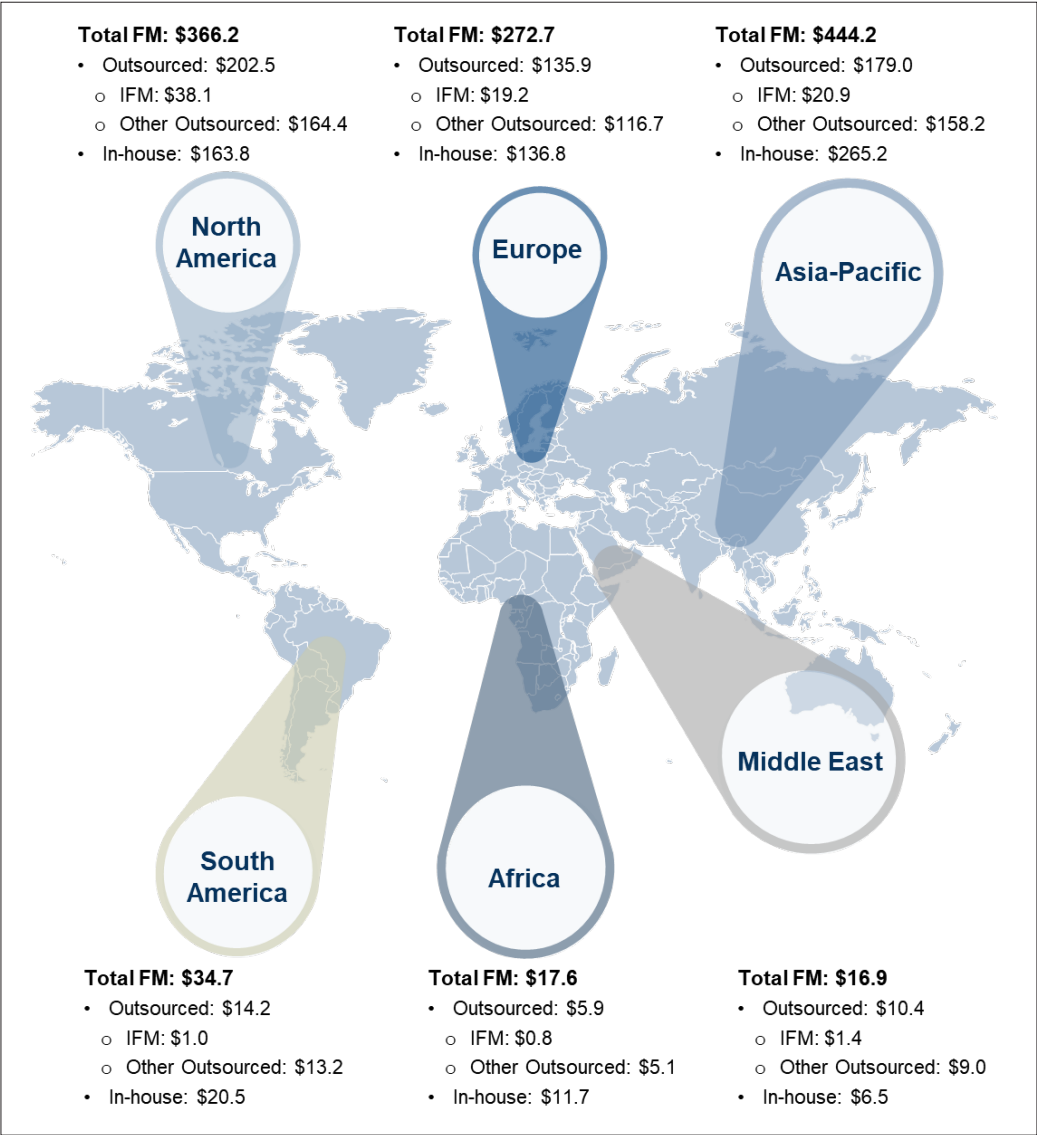 Total FM: $366.2
• Outsourced: $202.5
o IFM: $38.1
o Other Outsourced: $164.4
• In-house: $163.8
Total FM: $272.7
• Outsourced: $135.9
o IFM: $19.2
o Other Outsourced: $116.7
• In-house: $136.8
Total FM: $444.2
• Outsourced: $179.0
o IFM: $20.9
o Other Outsourced: $158.2
• In-house: $265.2
North
America
Europe
Asia-Pacific
South
America
Africa
Middle East
Total FM: $34.7
• Outsourced: $14.2
o IFM: $1.0
o Other Outsourced: $13.2
• In-house: $20.5
Total FM: $17.6
• Outsourced: $5.9
o IFM: $0.8
o Other Outsourced: $5.1
• In-house: $11.7
Total FM: $16.9
• Outsourced: $10.4
o IFM: $1.4
o Other Outsourced: $9.0
• In-house: $6.5